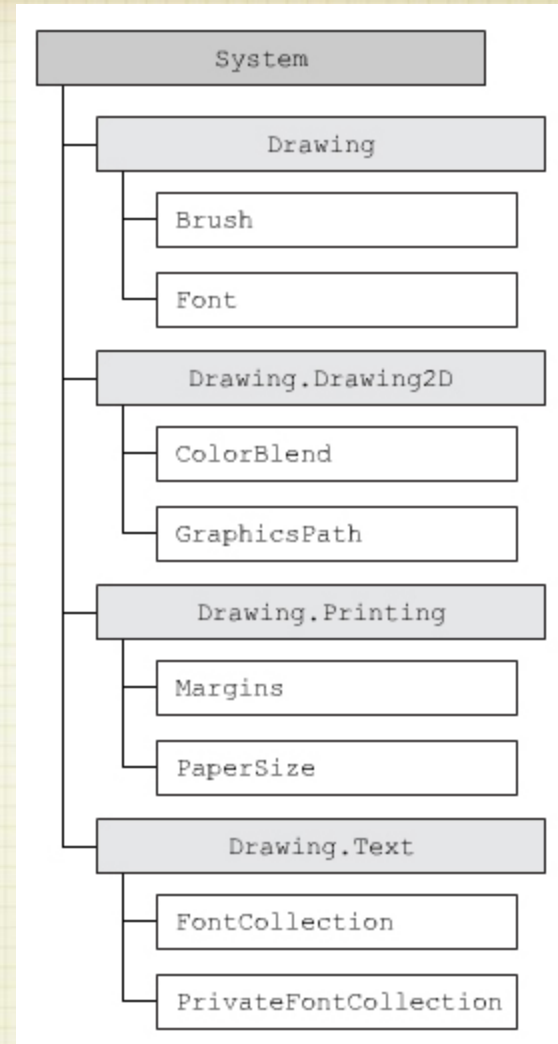 System
Drawing
Brush
Font
Drawing.Drawing2D
ColorBlend
GraphicsPath
Drawing.Printing
Margins
PaperSize
Drawing.Text
FontCollection
PrivateFontCollection